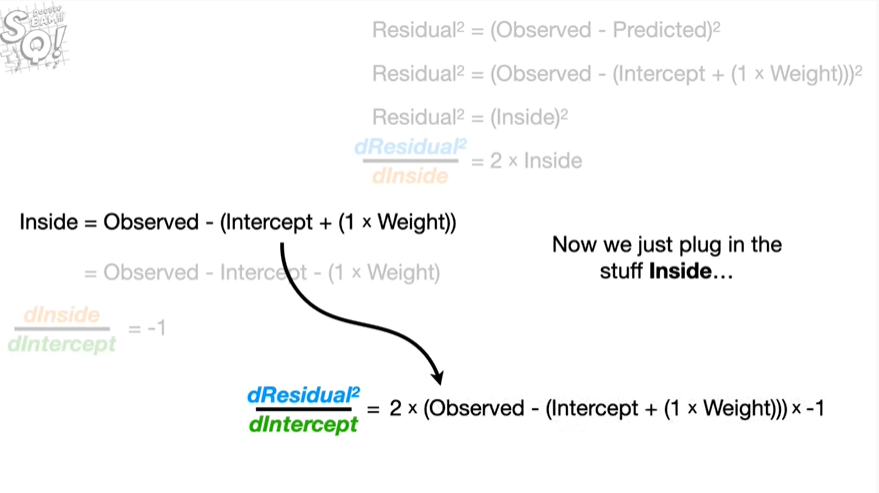 SQ!
Residual² = (Observed - Predicted)²
Residual² = (Observed - (Intercept + (1 × Weight)))²
Residual² = (Inside)²
dResidual²
dInside
= 2 × Inside
Inside = Observed - (Intercept + (1 × Weight))
= Observed - Intercept - (1 × Weight)
dInside
dIntercept
= -1
Now we just plug in the
stuff Inside…
dResidual²
dIntercept
= 2 × (Observed - (Intercept + (1 × Weight))) × -1